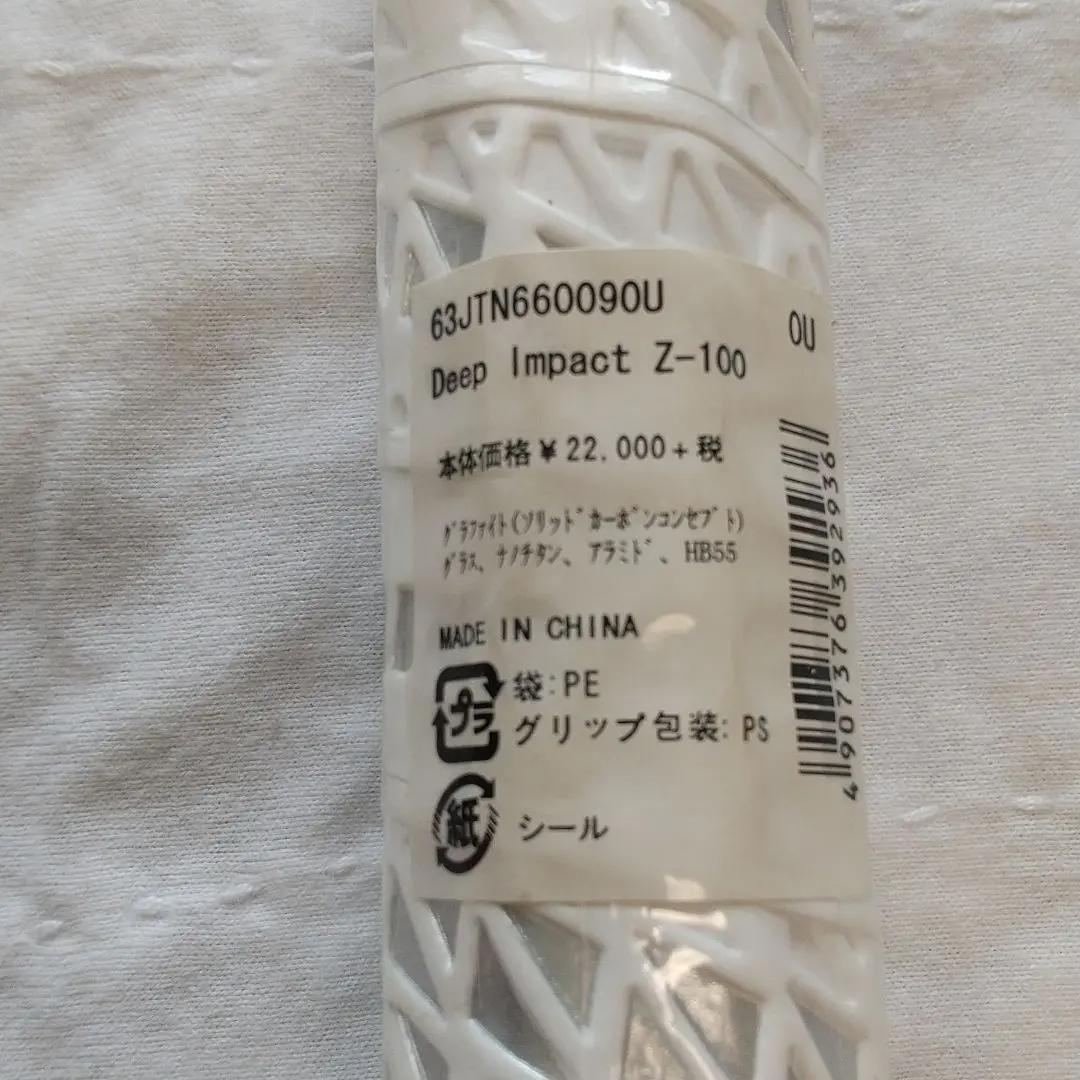 63JTN660090U
0U
Deep Impact Z-100
本体価格¥22,000+税
ｸﾞﾗﾌｧｲﾄ(ｿﾘｯﾄﾞｶｰﾎﾞﾝｺﾝｾﾌﾟﾄ)
ｸﾞﾗｽ、ﾅﾉﾁﾀﾝ、ｱﾗﾐﾄﾞ、HB55
MADE IN CHINA
プラ
袋:PE
グリップ包装:PS
紙
シール
4907376392936